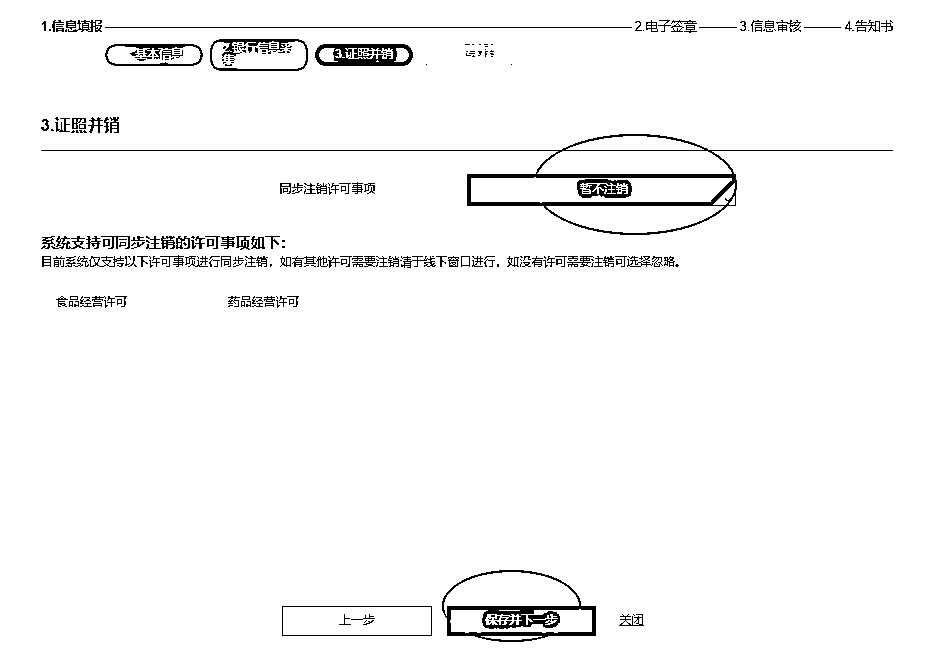 1.信息填报 2.电子签章 3.信息审核 4.告知书
基本信息 2.银行信息采集 3.证照并销
3.证照并销
同步注销许可事项 暂不注销
系统支持可同步注销的许可事项如下：
目前系统仅支持以下许可事项进行同步注销，如有其他许可需要注销请于线下窗口进行，如没有许可需要注销可选择忽略。
食品经营许可 药品经营许可
上一步 保存并下一步 关闭